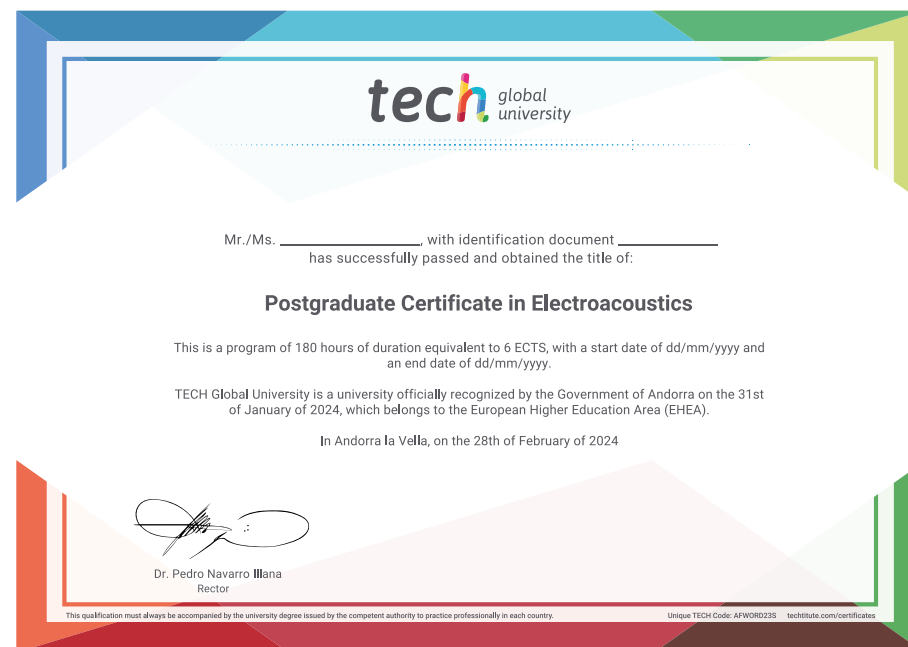 tech global university
Mr./Ms. ____________________, with identification document ______________
has successfully passed and obtained the title of:
Postgraduate Certificate in Electroacoustics
This is a program of 180 hours of duration equivalent to 6 ECTS, with a start date of dd/mm/yyyy and
an end date of dd/mm/yyyy.
TECH Global University is a university officially recognized by the Government of Andorra on the 31st
of January of 2024, which belongs to the European Higher Education Area (EHEA).
In Andorra la Vella, on the 28th of February of 2024
Dr. Pedro Navarro Illana
Rector
This qualification must always be accompanied by the university degree issued by the competent authority to practice professionally in each country.
Unique TECH Code: AFWORD23S techtitute.com/certificates